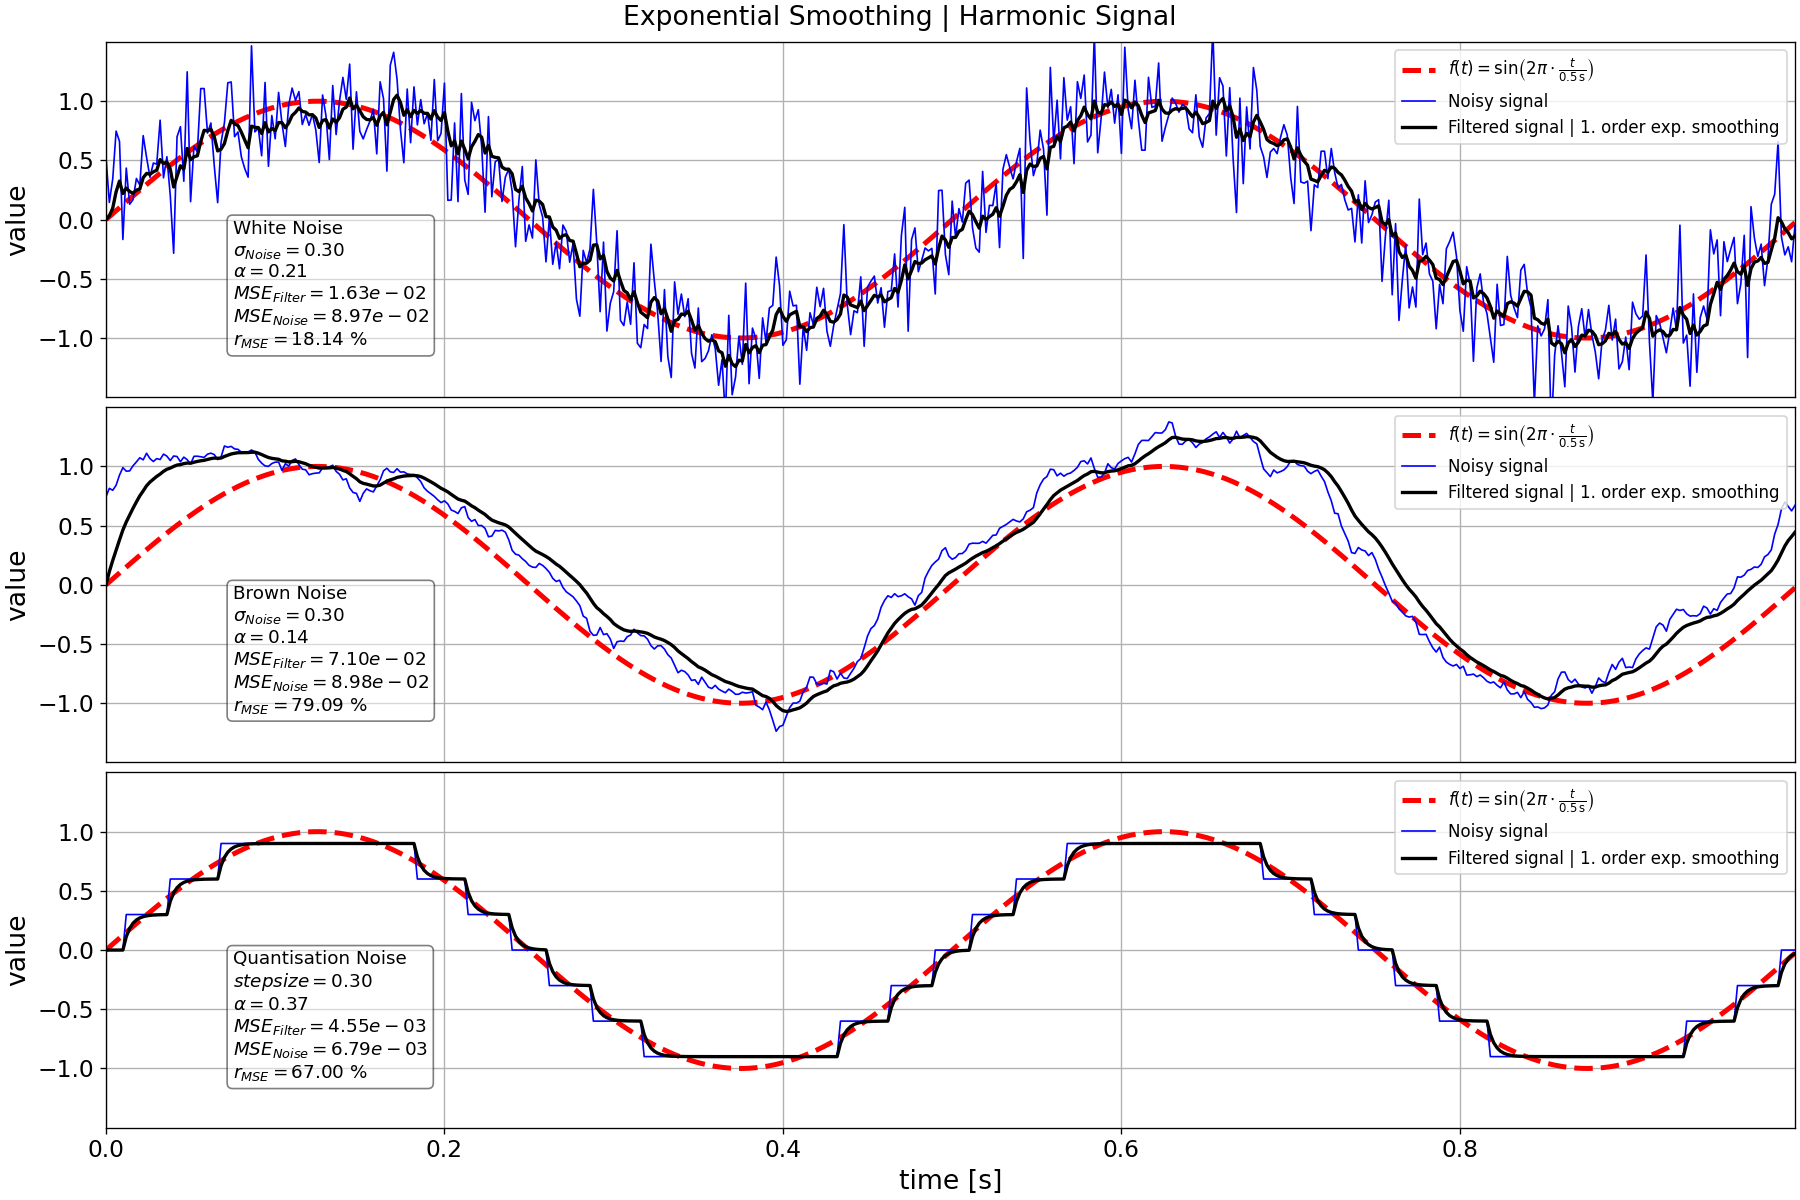 Exponential Smoothing | Harmonic Signal
1.0
0.5
0.0
−0.5
−1.0
value
f(t) = sin(2π · t/0.5 s)
Noisy signal
Filtered signal | 1. order exp. smoothing
White Noise
σNoise = 0.30
α = 0.21
MSEFilter = 1.63e − 02
MSENoise = 8.97e − 02
rMSE = 18.14 %
1.0
0.5
0.0
−0.5
−1.0
value
f(t) = sin(2π · t/0.5 s)
Noisy signal
Filtered signal | 1. order exp. smoothing
Brown Noise
σNoise = 0.30
α = 0.14
MSEFilter = 7.10e − 02
MSENoise = 8.98e − 02
rMSE = 79.09 %
1.0
0.5
0.0
−0.5
−1.0
value
f(t) = sin(2π · t/0.5 s)
Noisy signal
Filtered signal | 1. order exp. smoothing
Quantisation Noise
stepsize = 0.30
α = 0.37
MSEFilter = 4.55e − 03
MSENoise = 6.79e − 03
rMSE = 67.00 %
0.0 0.2 0.4 0.6 0.8
time [s]